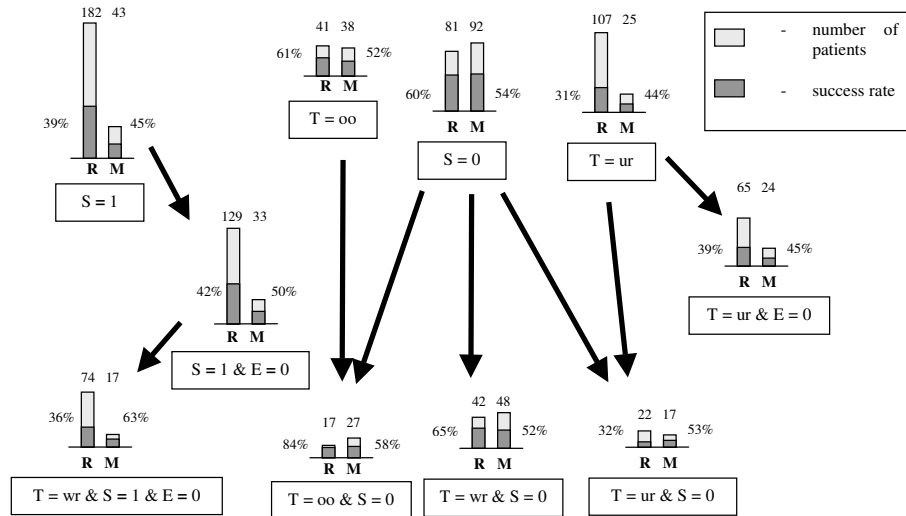 182 43
39% 45%
R M
S = 1
41 38
61% 52%
R M
T = oo
81 92
60% 54%
R M
S = 0
107 25
31% 44%
R M
T = ur
- number of
patients
- success rate
129 33
42% 50%
R M
S = 1 & E = 0
65 24
39% 45%
R M
T = ur & E = 0
74 17
36% 63%
R M
T = wr & S = 1 & E = 0
17 27
84% 58%
R M
T = oo & S = 0
42 48
65% 52%
R M
T = wr & S = 0
22 17
32% 53%
R M
T = ur & S = 0